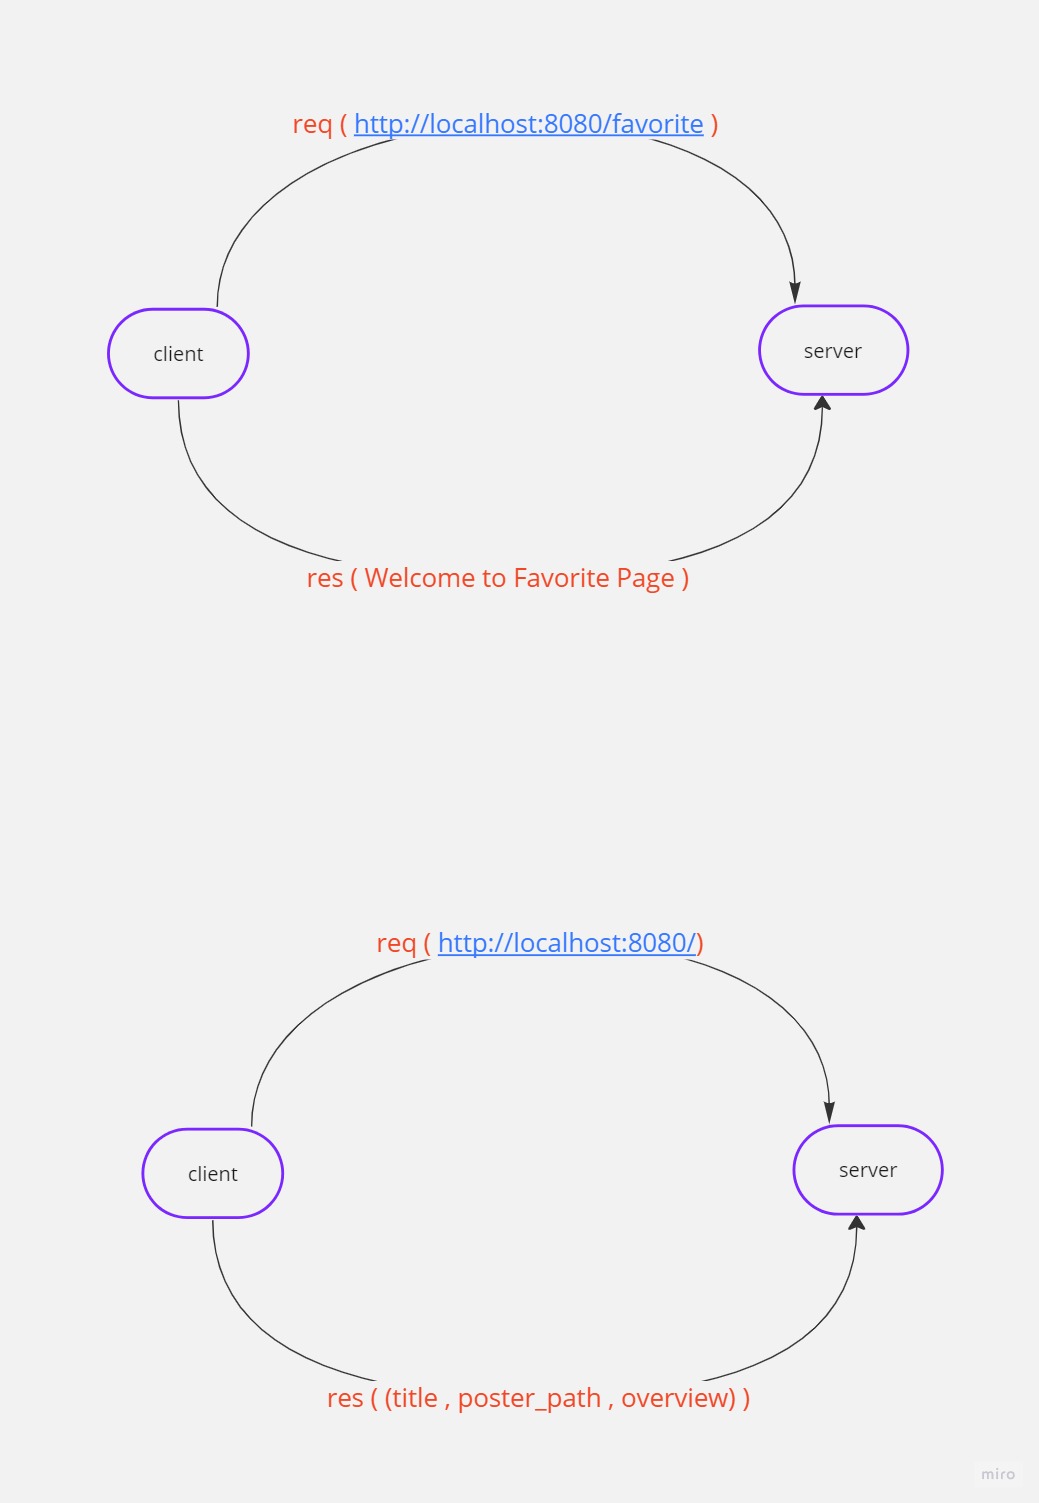 req ( http://localhost:8080/favorite )
client
server
res ( Welcome to Favorite Page )
req ( http://localhost:8080/)
client
server
res ( (title , poster_path , overview) )
miro